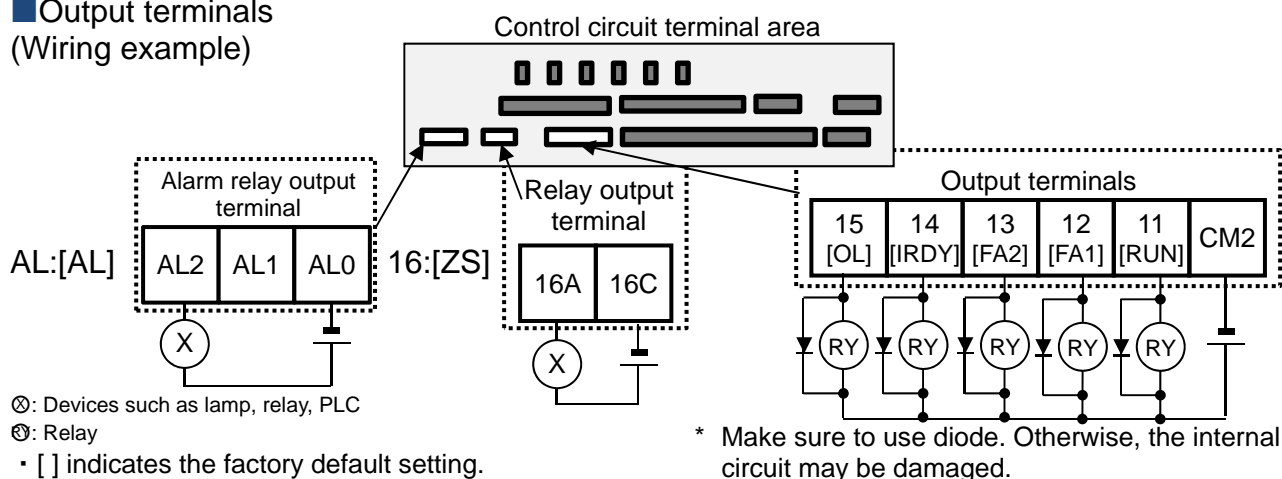 ■Output terminals
(Wiring example)
Control circuit terminal area
Alarm relay output
terminal
AL:[AL]
AL2 AL1 AL0
X
Relay output
terminal
16:[ZS]
16A 16C
X
Output terminals
15 14 13 12 11 CM2
[OL] [IRDY] [FA2] [FA1] [RUN]
RY RY RY RY RY
Ⓧ: Devices such as lamp, relay, PLC
RY: Relay
・[ ] indicates the factory default setting.
* Make sure to use diode. Otherwise, the internal
circuit may be damaged.